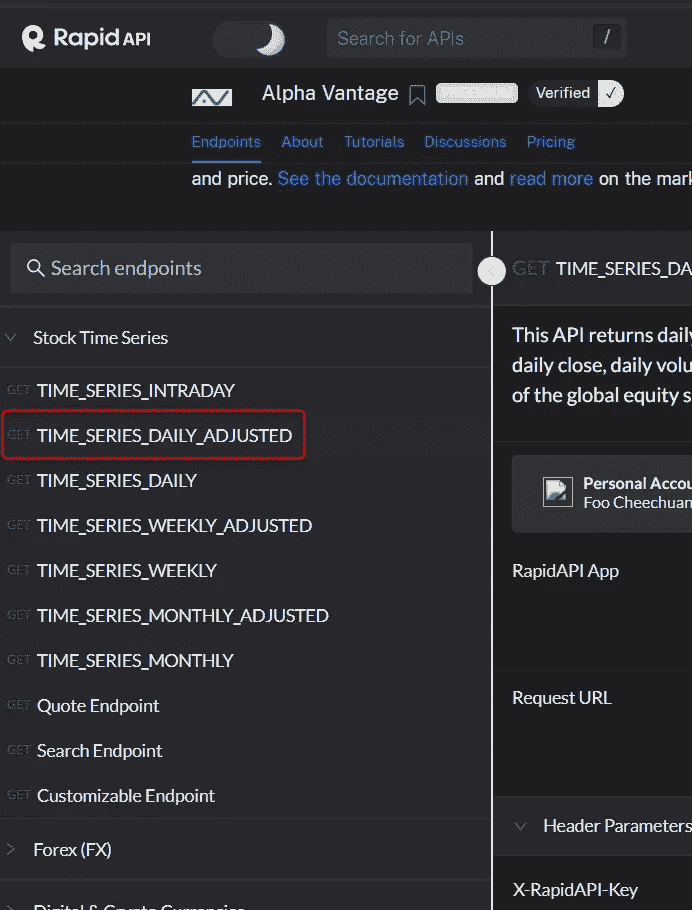 Rapid API
Search for APIs /
Alpha Vantage Verified ✓
Endpoints About Tutorials Discussions Pricing
and price. See the documentation and read more on the mark
Search endpoints
GET TIME_SERIES_DA
Stock Time Series
This API returns daily
daily close, daily volu
of the global equity s
GET TIME_SERIES_INTRADAY
GET TIME_SERIES_DAILY_ADJUSTED
GET TIME_SERIES_DAILY
Personal Accou
Foo Cheechuan
GET TIME_SERIES_WEEKLY_ADJUSTED
GET TIME_SERIES_WEEKLY
RapidAPI App
GET TIME_SERIES_MONTHLY_ADJUSTED
GET TIME_SERIES_MONTHLY
GET Quote Endpoint
Request URL
GET Search Endpoint
GET Customizable Endpoint
Header Parameters
Forex (FX)
X-RapidAPI-Key
Digital & Crypto Currencies